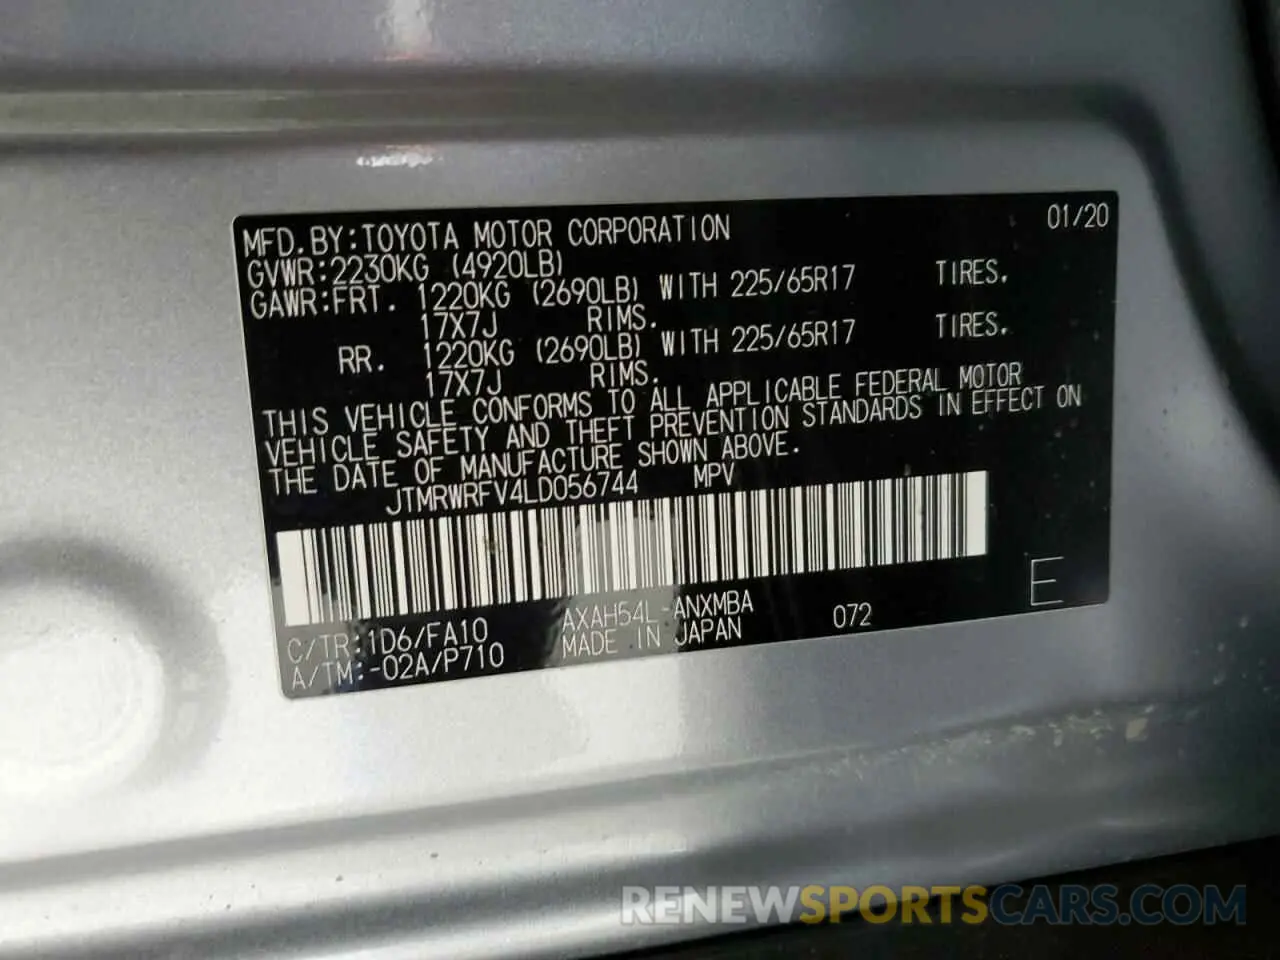 MFD.BY:TOYOTA MOTOR CORPORATION 01/20
GVWR:2230KG (4920LB)
GAWR:FRT. 1220KG (2690LB) WITH 225/65R17 TIRES.
17X7J RIMS.
RR. 1220KG (2690LB) WITH 225/65R17 TIRES.
17X7J RIMS.
THIS VEHICLE CONFORMS TO ALL APPLICABLE FEDERAL MOTOR
VEHICLE SAFETY AND THEFT PREVENTION STANDARDS IN EFFECT ON
THE DATE OF MANUFACTURE SHOWN ABOVE.
JTMRWRFV4LD056744 MPV
C/TR:1D6/FA10 AXAH54L-ANXMBA 072 E
A/TM:-02A/P710 MADE IN JAPAN
RENEWSPORTSCARS.COM